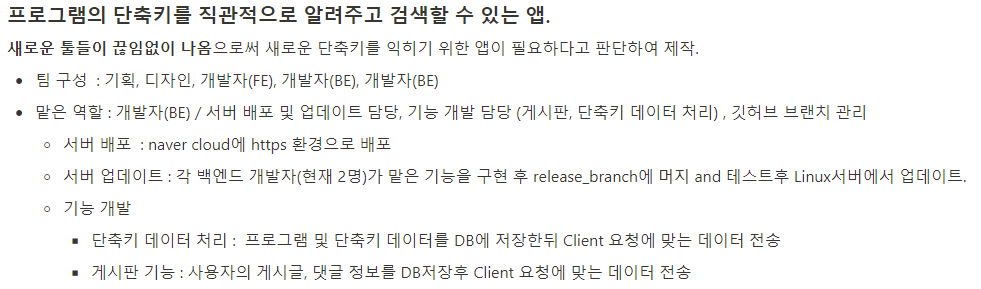 프로그램의 단축키를 직관적으로 알려주고 검색할 수 있는 앱.
새로운 툴들이 끊임없이 나옴으로써 새로운 단축키를 익히기 위한 앱이 필요하다고 판단하여 제작.
• 팀 구성 : 기획, 디자인, 개발자(FE), 개발자(BE), 개발자(BE)
• 맡은 역할 : 개발자(BE) / 서버 배포 및 업데이트 담당, 기능 개발 담당 (게시판, 단축키 데이터 처리) , 깃허브 브랜치 관리
◦ 서버 배포 : naver cloud에 https 환경으로 배포
◦ 서버 업데이트 : 각 백엔드 개발자(현재 2명)가 맡은 기능을 구현 후 release_branch에 머지 and 테스트후 Linux서버에서 업데이트.
◦ 기능 개발
▪ 단축키 데이터 처리 : 프로그램 및 단축키 데이터를 DB에 저장한뒤 Client 요청에 맞는 데이터 전송
▪ 게시판 기능 : 사용자의 게시글, 댓글 정보를 DB저장후 Client 요청에 맞는 데이터 전송